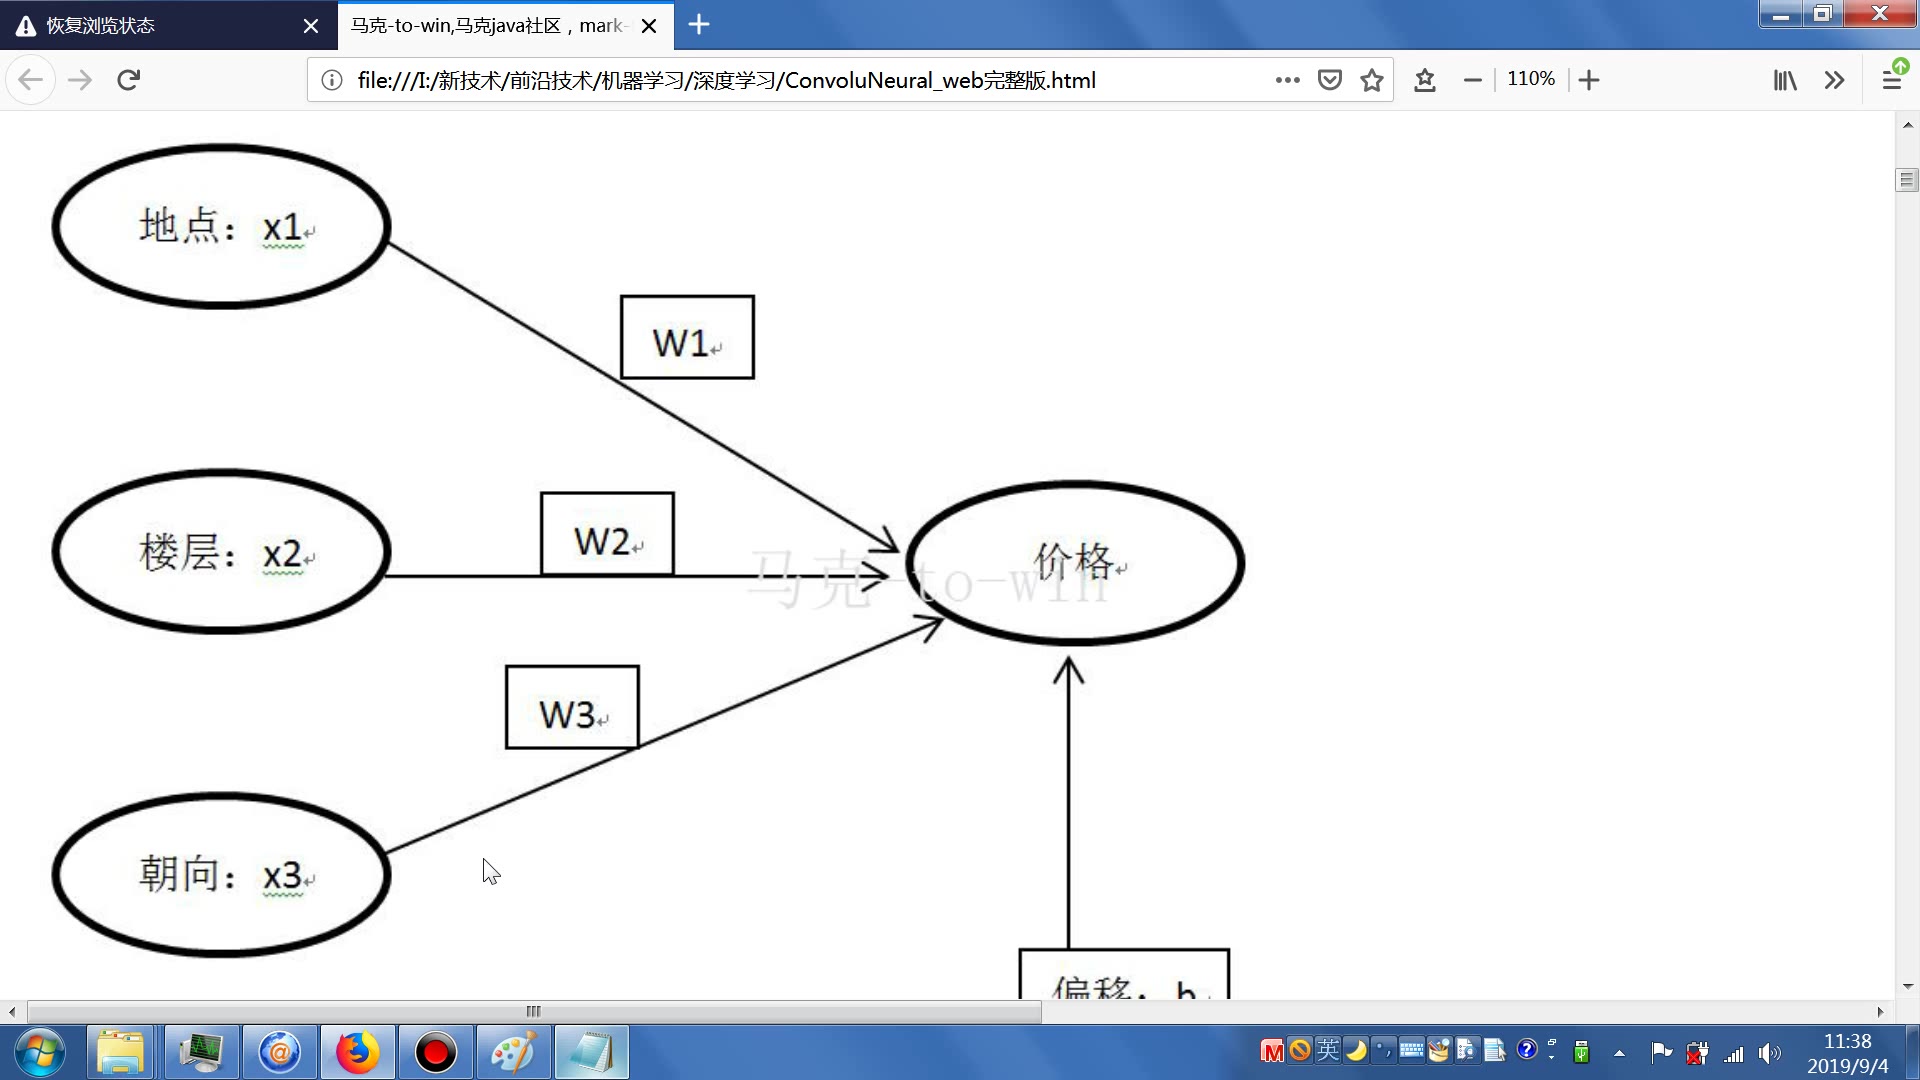 恢复浏览状态
马克-to-win,马克java社区，mark-
file:///I:/新技术/前沿技术/机器学习/深度学习/ConvoluNeural_web完整版.html
110%
地点：x1
W1
楼层：x2
W2
价格
马克-to-win
W3
朝向：x3
偏移：b
英
11:38
2019/9/4